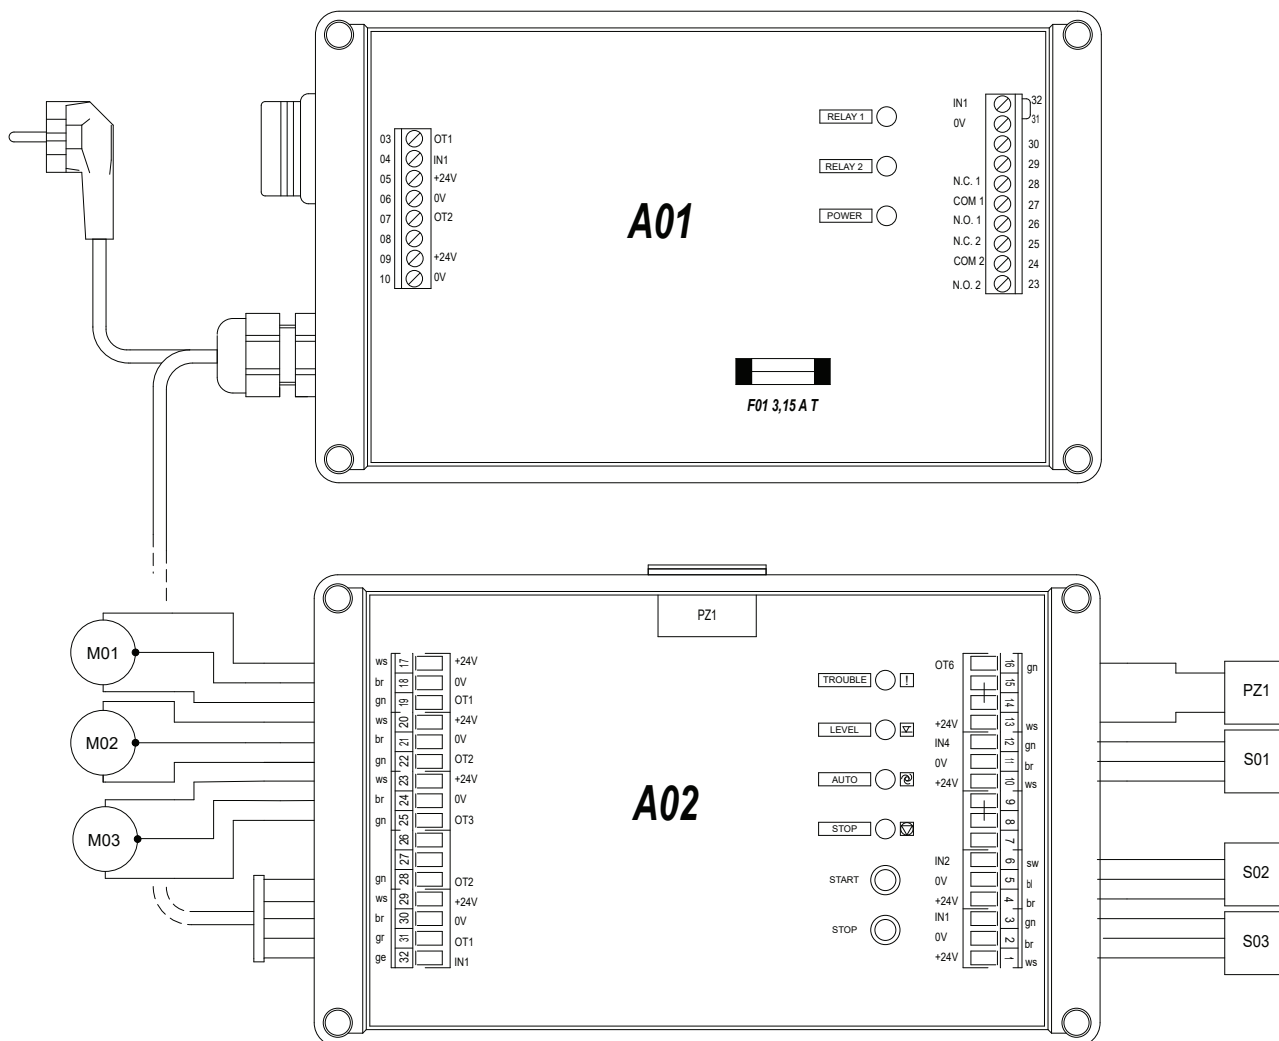 03 OT1
04 IN1
05 +24V
06 0V
07 OT2
08
09 +24V
10 0V
A01
RELAY 1
RELAY 2
POWER
IN1 32
0V 31
30
29
N.C. 1 28
COM 1 27
N.O. 1 26
N.C. 2 25
COM 2 24
N.O. 2 23
F01 3,15 A T
PZ1
M01
M02
M03
ws 17 +24V
br 18 0V
gn 19 OT1
ws 20 +24V
br 21 0V
gn 22 OT2
ws 23 +24V
br 24 0V
gn 25 OT3
26
27
gn 28 OT2
ws 29 +24V
br 30 0V
gr 31 OT1
ge 32 IN1
A02
TROUBLE !
LEVEL
AUTO
STOP
START
STOP
OT6 16 gn
15
14
+24V 13 ws
IN4 12 gn
0V 11 br
+24V 10 ws
9
8
7
IN2 6 sw
0V 5 bl
+24V 4 br
IN1 3 gn
0V 2 br
+24V 1 ws
PZ1
S01
S02
S03